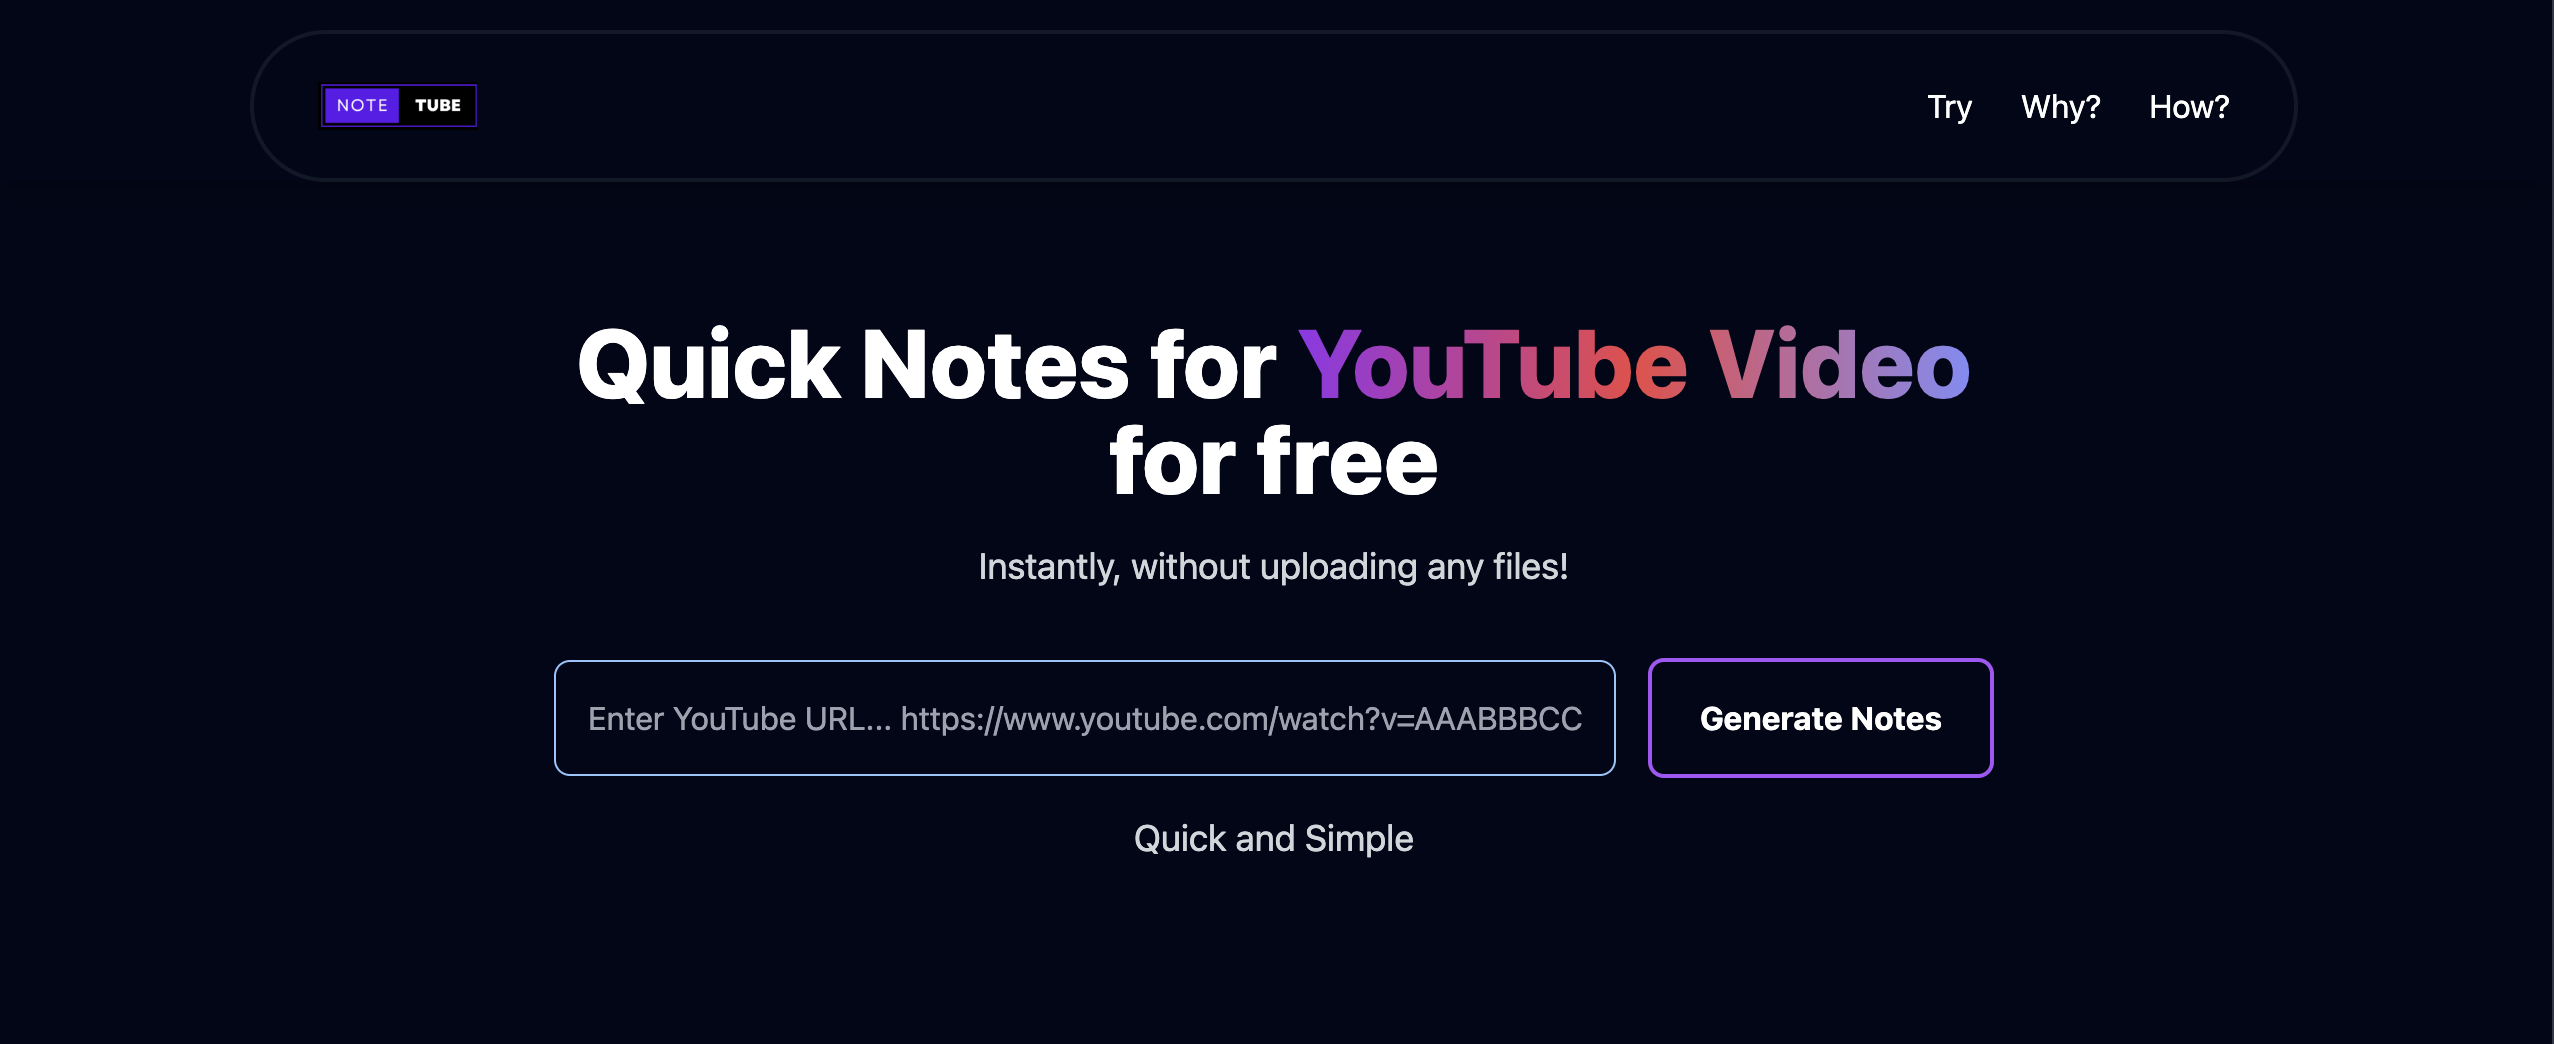 NOTE TUBE
Try Why? How?
Quick Notes for YouTube Video
for free
Instantly, without uploading any files!
Enter YouTube URL... https://www.youtube.com/watch?v=AAABBBCC
Generate Notes
Quick and Simple